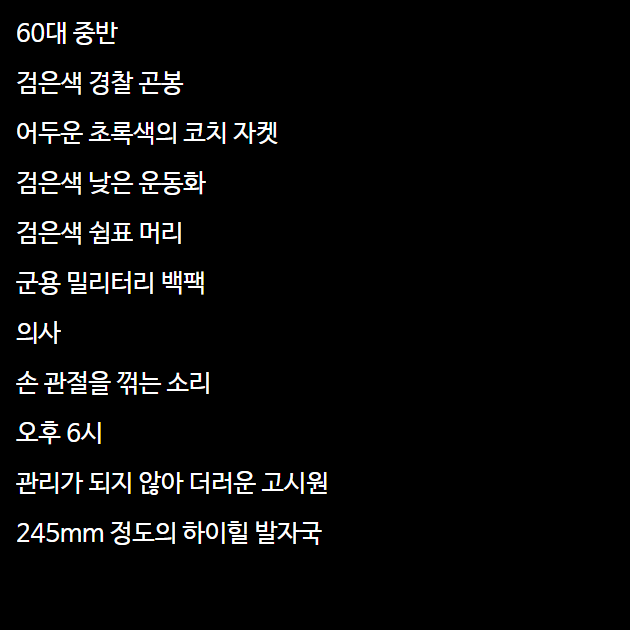 60대 중반
검은색 경찰 곤봉
어두운 초록색의 코치 자켓
검은색 낮은 운동화
검은색 쉼표 머리
군용 밀리터리 백팩
의사
손 관절을 꺾는 소리
오후 6시
관리가 되지 않아 더러운 고시원
245mm 정도의 하이힐 발자국